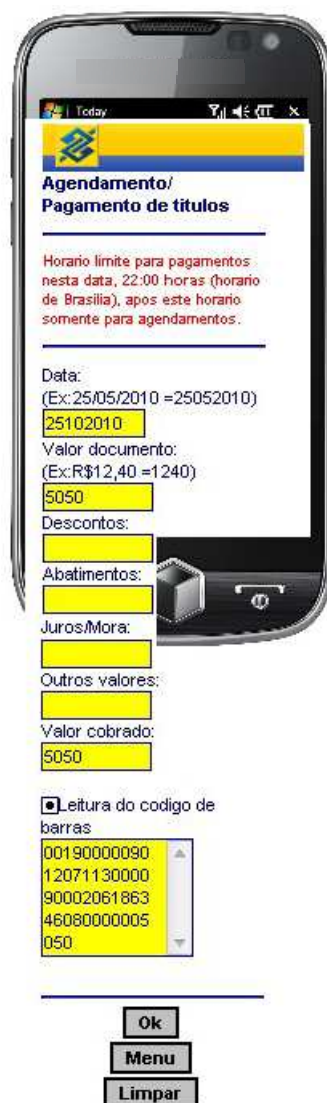 Today
Agendamento/
Pagamento de titulos
Horario limite para pagamentos
nesta data, 22:00 horas (horario
de Brasilia), apos este horario
somente para agendamentos.
Data:
(Ex:25/05/2010 =25052010)
25102010
Valor documento:
(Ex:R$12,40 =1240)
5050
Descontos:
Abatimentos:
Juros/Mora:
Outros valores:
Valor cobrado:
5050
Leitura do codigo de
barras
00190000090
12071130000
90002061863
46080000005
050
Ok
Menu
Limpar